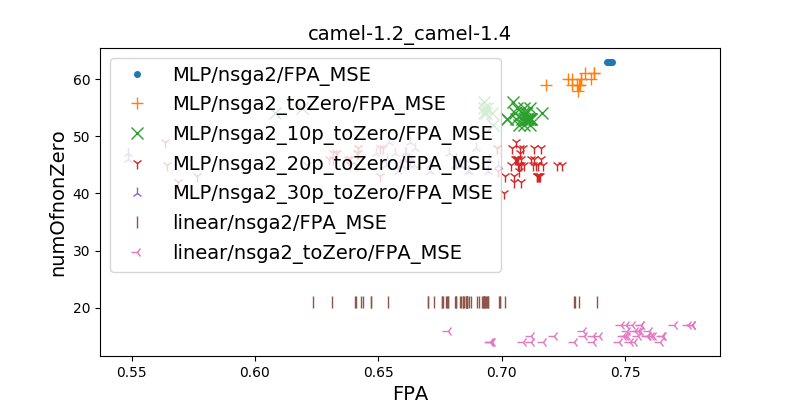 camel-1.2_camel-1.4
numOfnonZero
60
50
40
30
20
MLP/nsga2/FPA_MSE
MLP/nsga2_toZero/FPA_MSE
MLP/nsga2_10p_toZero/FPA_MSE
MLP/nsga2_20p_toZero/FPA_MSE
MLP/nsga2_30p_toZero/FPA_MSE
linear/nsga2/FPA_MSE
linear/nsga2_toZero/FPA_MSE
0.55 0.60 0.65 0.70 0.75
FPA